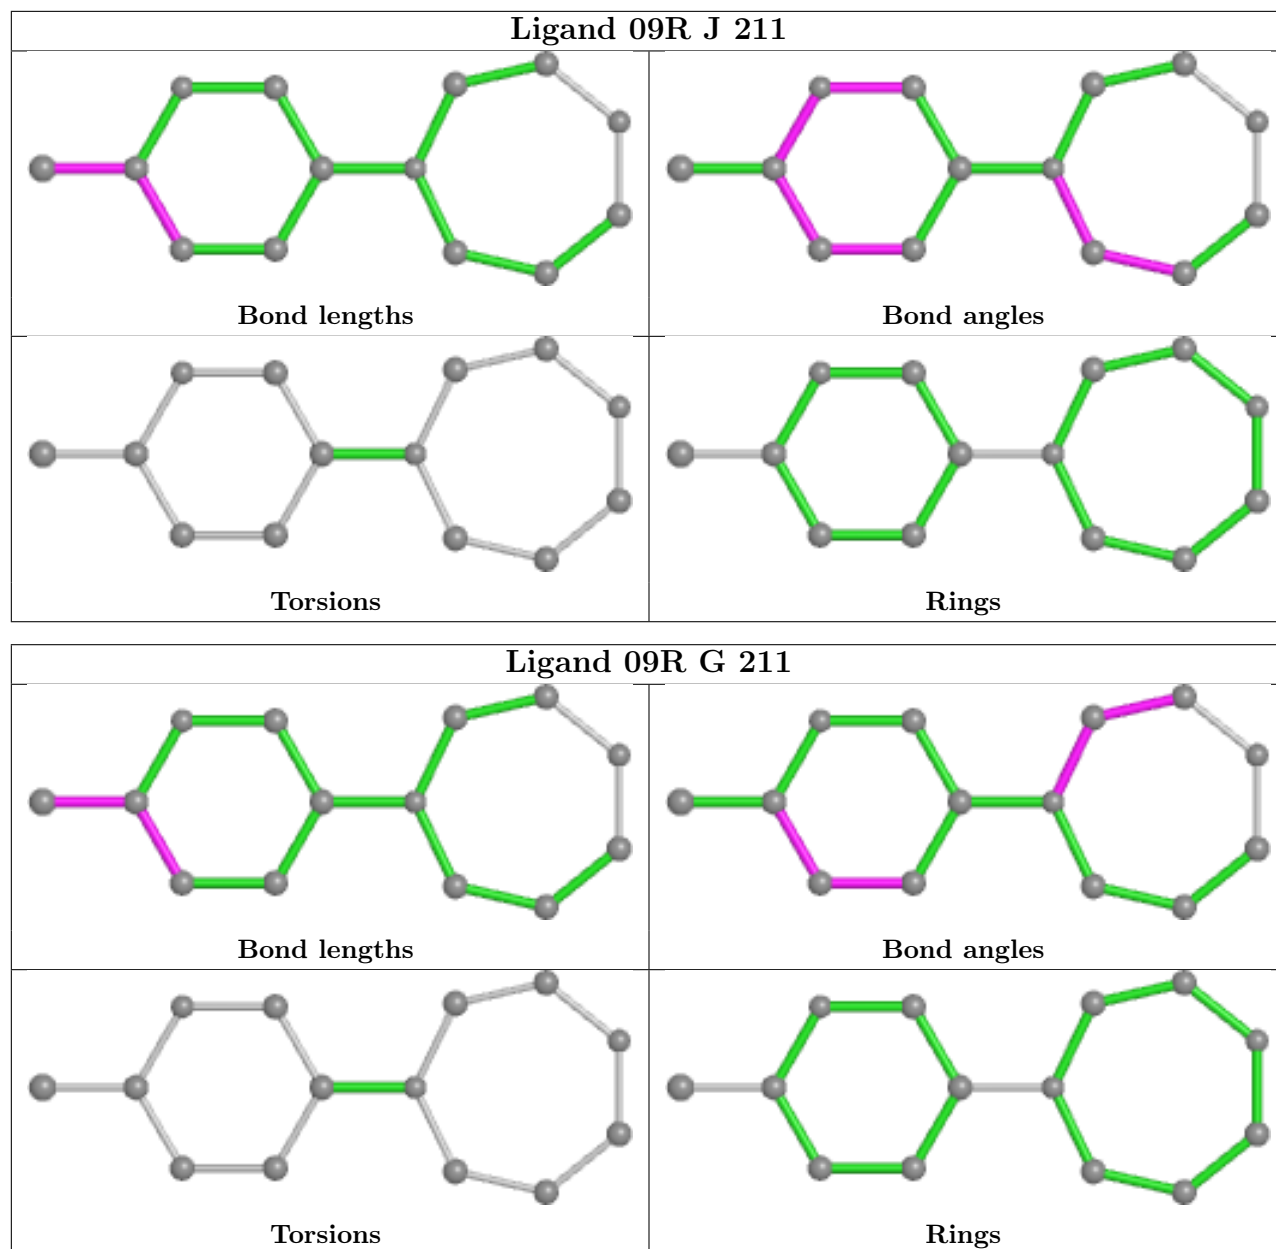 Ligand 09R J 211
Bond lengths
Bond angles
Torsions
Rings
Ligand 09R G 211
Bond lengths
Bond angles
Torsions
Rings